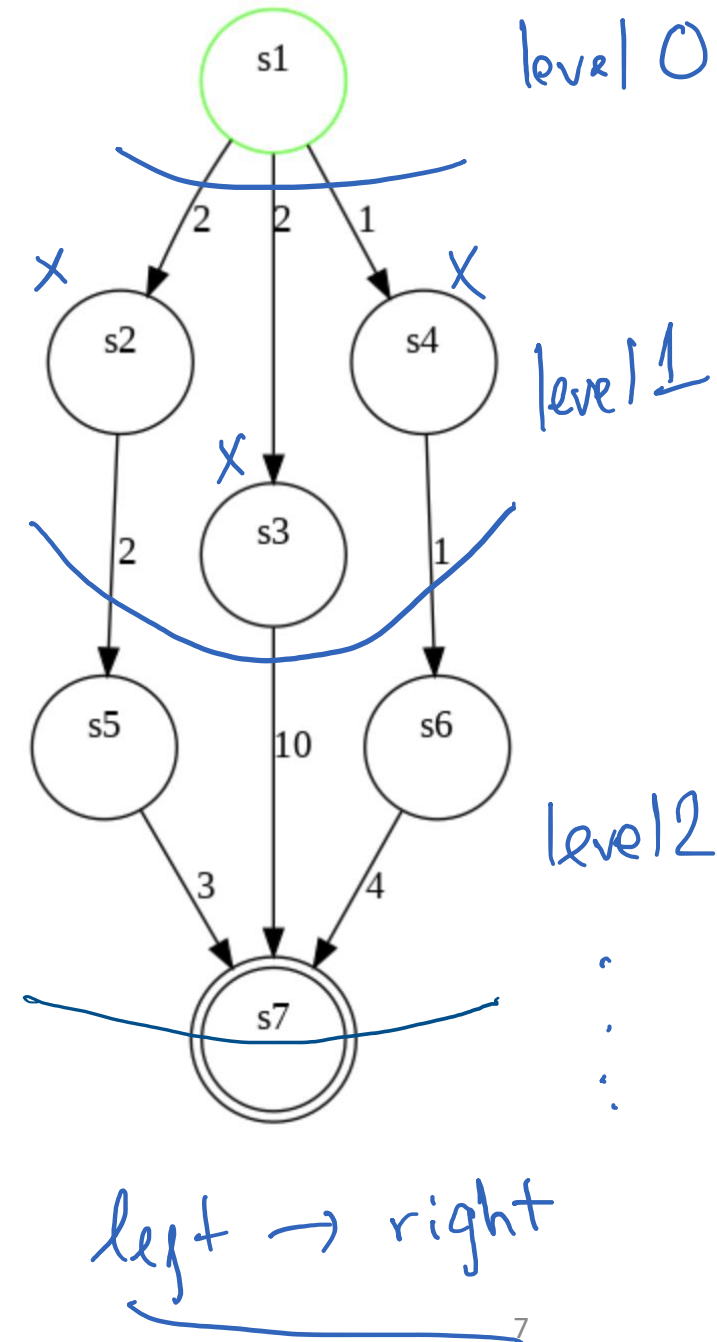 s1
level 0
2 2 1
x x
s2 s4
level 1
x
s3
2 1
s5 s6
10
level 2
3 4
s7
left → right
7